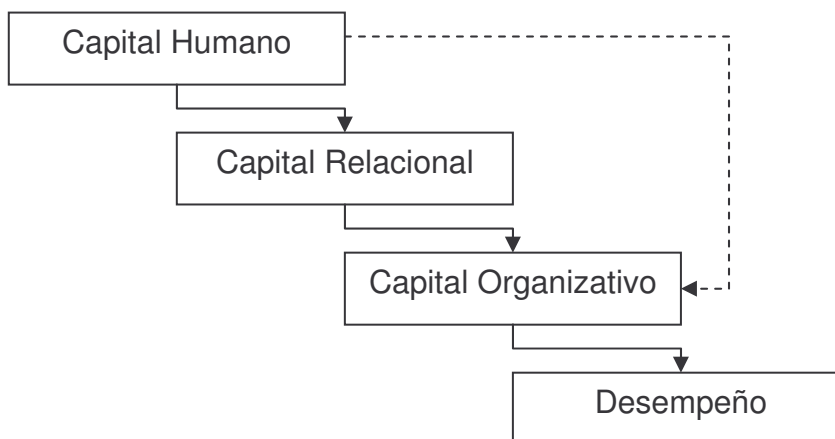 Capital Humano
Capital Relacional
Capital Organizativo
Desempeño